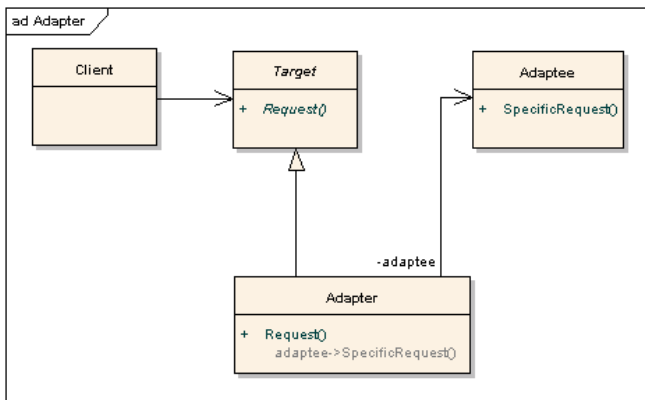 ad Adapter
Client
Target
+ Request()
Adaptee
+ SpecificRequest()
-adaptee
Adapter
+ Request()
adaptee->SpecificRequest()